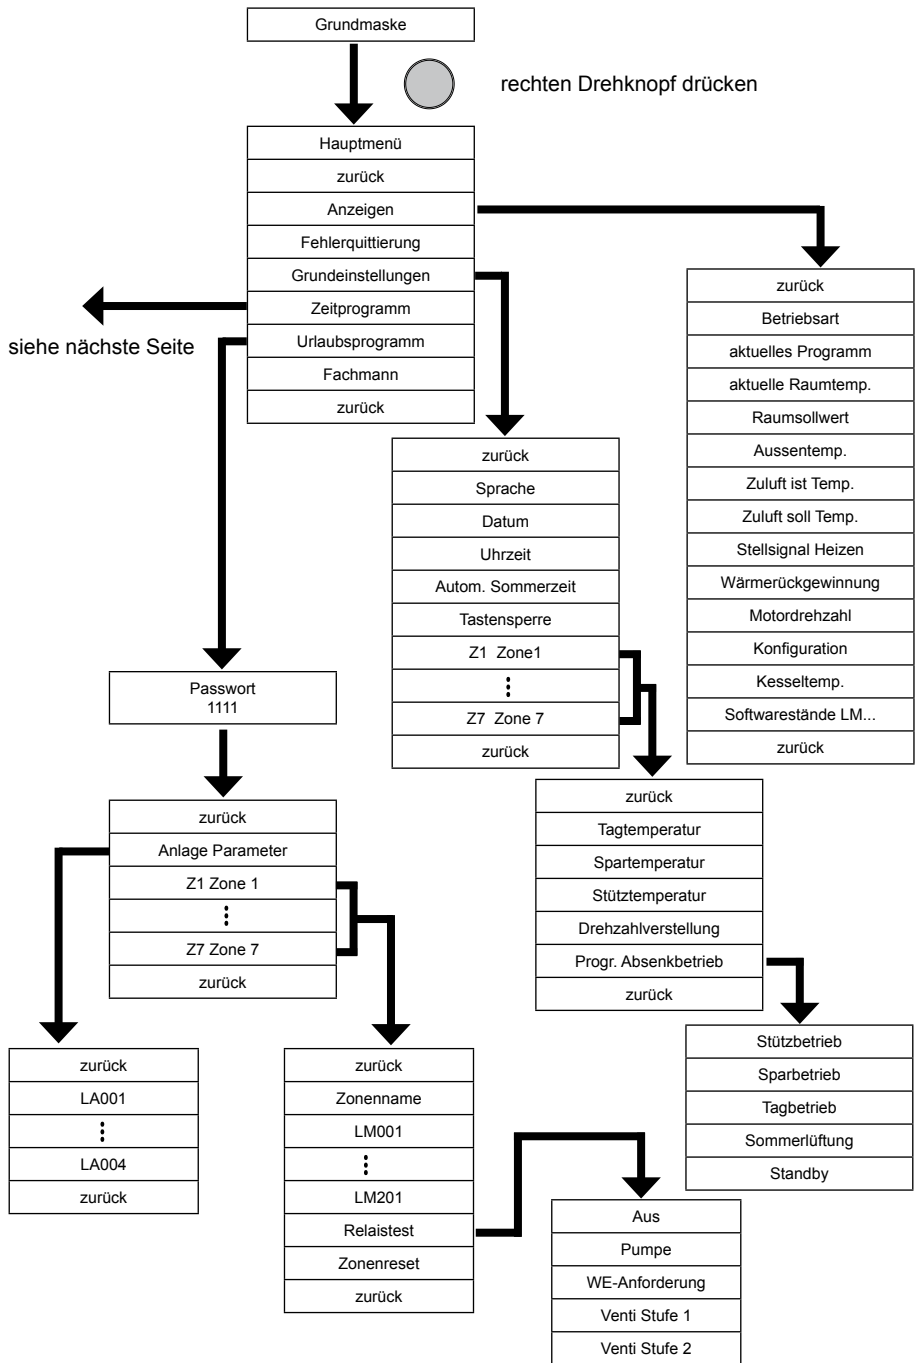 Grundmaske
rechten Drehknopf drücken
Hauptmenü
zurück
Anzeigen
Fehlerquittierung
Grundeinstellungen
Zeitprogramm
Urlaubsprogramm
Fachmann
zurück
siehe nächste Seite
zurück
Betriebsart
aktuelles Programm
aktuelle Raumtemp.
Raumsollwert
Aussentemp.
Zuluft ist Temp.
Zuluft soll Temp.
Stellsignal Heizen
Wärmerückgewinnung
Motordrehzahl
Konfiguration
Kesseltemp.
Softwarestände LM...
zurück
zurück
Sprache
Datum
Uhrzeit
Autom. Sommerzeit
Tastensperre
Z1 Zone1
Z7 Zone 7
zurück
Passwort
1111
zurück
Anlage Parameter
Z1 Zone 1
Z7 Zone 7
zurück
zurück
Tagtemperatur
Spartemperatur
Stütztemperatur
Drehzahlverstellung
Progr. Absenkbetrieb
zurück
Stützbetrieb
Sparbetrieb
Tagbetrieb
Sommerlüftung
Standby
zurück
LA001
LA004
zurück
zurück
Zonenname
LM001
LM201
Relaistest
Zonenreset
zurück
Aus
Pumpe
WE-Anforderung
Venti Stufe 1
Venti Stufe 2